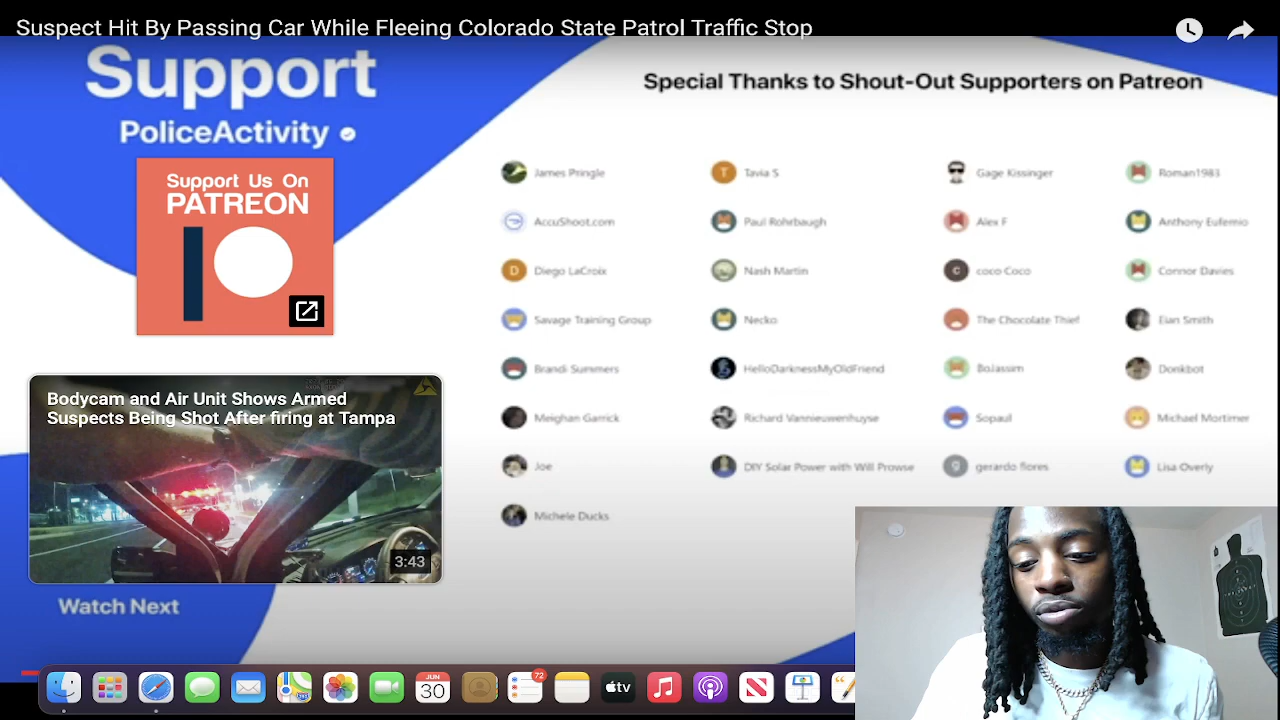 Suspect Hit By Passing Car While Fleeing Colorado State Patrol Traffic Stop
Support
PoliceActivity
Support Us On
PATREON
Special Thanks to Shout-Out Supporters on Patreon
James Pringle
Tavia S
Gage Kissinger
Roman1983
AccuShoot.com
Paul Rohrbaugh
Alex F
Anthony Eufemio
Diego LaCroix
Nash Martin
coco Coco
Connor Davies
Savage Training Group
Necko
The Chocolate Thief
Eian Smith
Brandi Summers
HelloDarknessMyOldFriend
BoJassim
Donkbot
Meighan Garrick
Richard Vannieuwenhuyse
Sopaul
Michael Mortimer
Joe
DIY Solar Power with Will Prowse
gerardo flores
Lisa Overly
Michele Ducks
Bodycam and Air Unit Shows Armed
Suspects Being Shot After firing at Tampa
3:43
Watch Next
JUN
30
72
tv